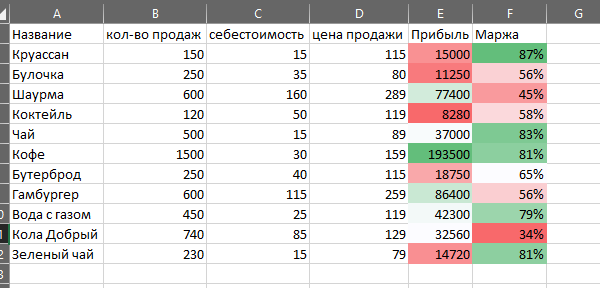 A B C D E F G
Название кол-во продаж себестоимость цена продажи Прибыль Маржа
Круассан 150 15 115 15000 87%
Булочка 250 35 80 11250 56%
Шаурма 600 160 289 77400 45%
Коктейль 120 50 119 8280 58%
Чай 500 15 89 37000 83%
Кофе 1500 30 159 193500 81%
Бутерброд 250 40 115 18750 65%
Гамбургер 600 115 259 86400 56%
0 Вода с газом 450 25 119 42300 79%
1 Кола Добрый 740 85 129 32560 34%
2 Зеленый чай 230 15 79 14720 81%
3